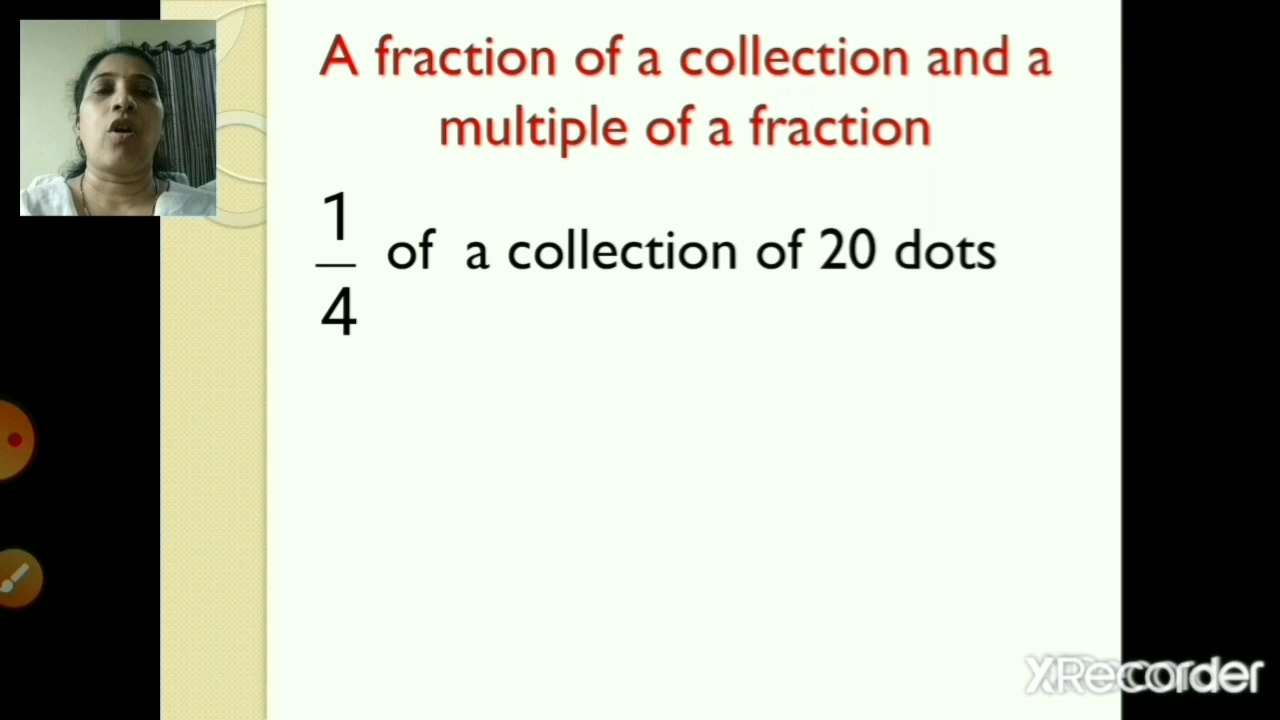 A fraction of a collection and a
multiple of a fraction
1
4
of a collection of 20 dots
XRecorder